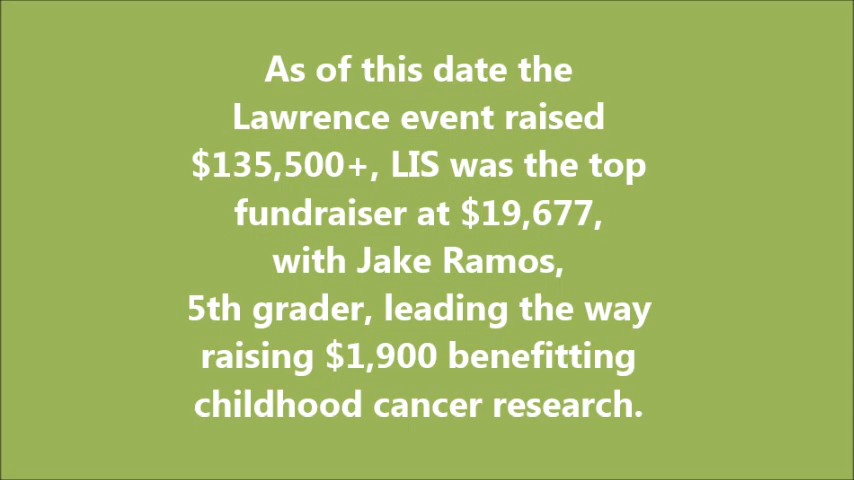 As of this date the
Lawrence event raised
$135,500+, LIS was the top
fundraiser at $19,677,
with Jake Ramos,
5th grader, leading the way
raising $1,900 benefitting
childhood cancer research.